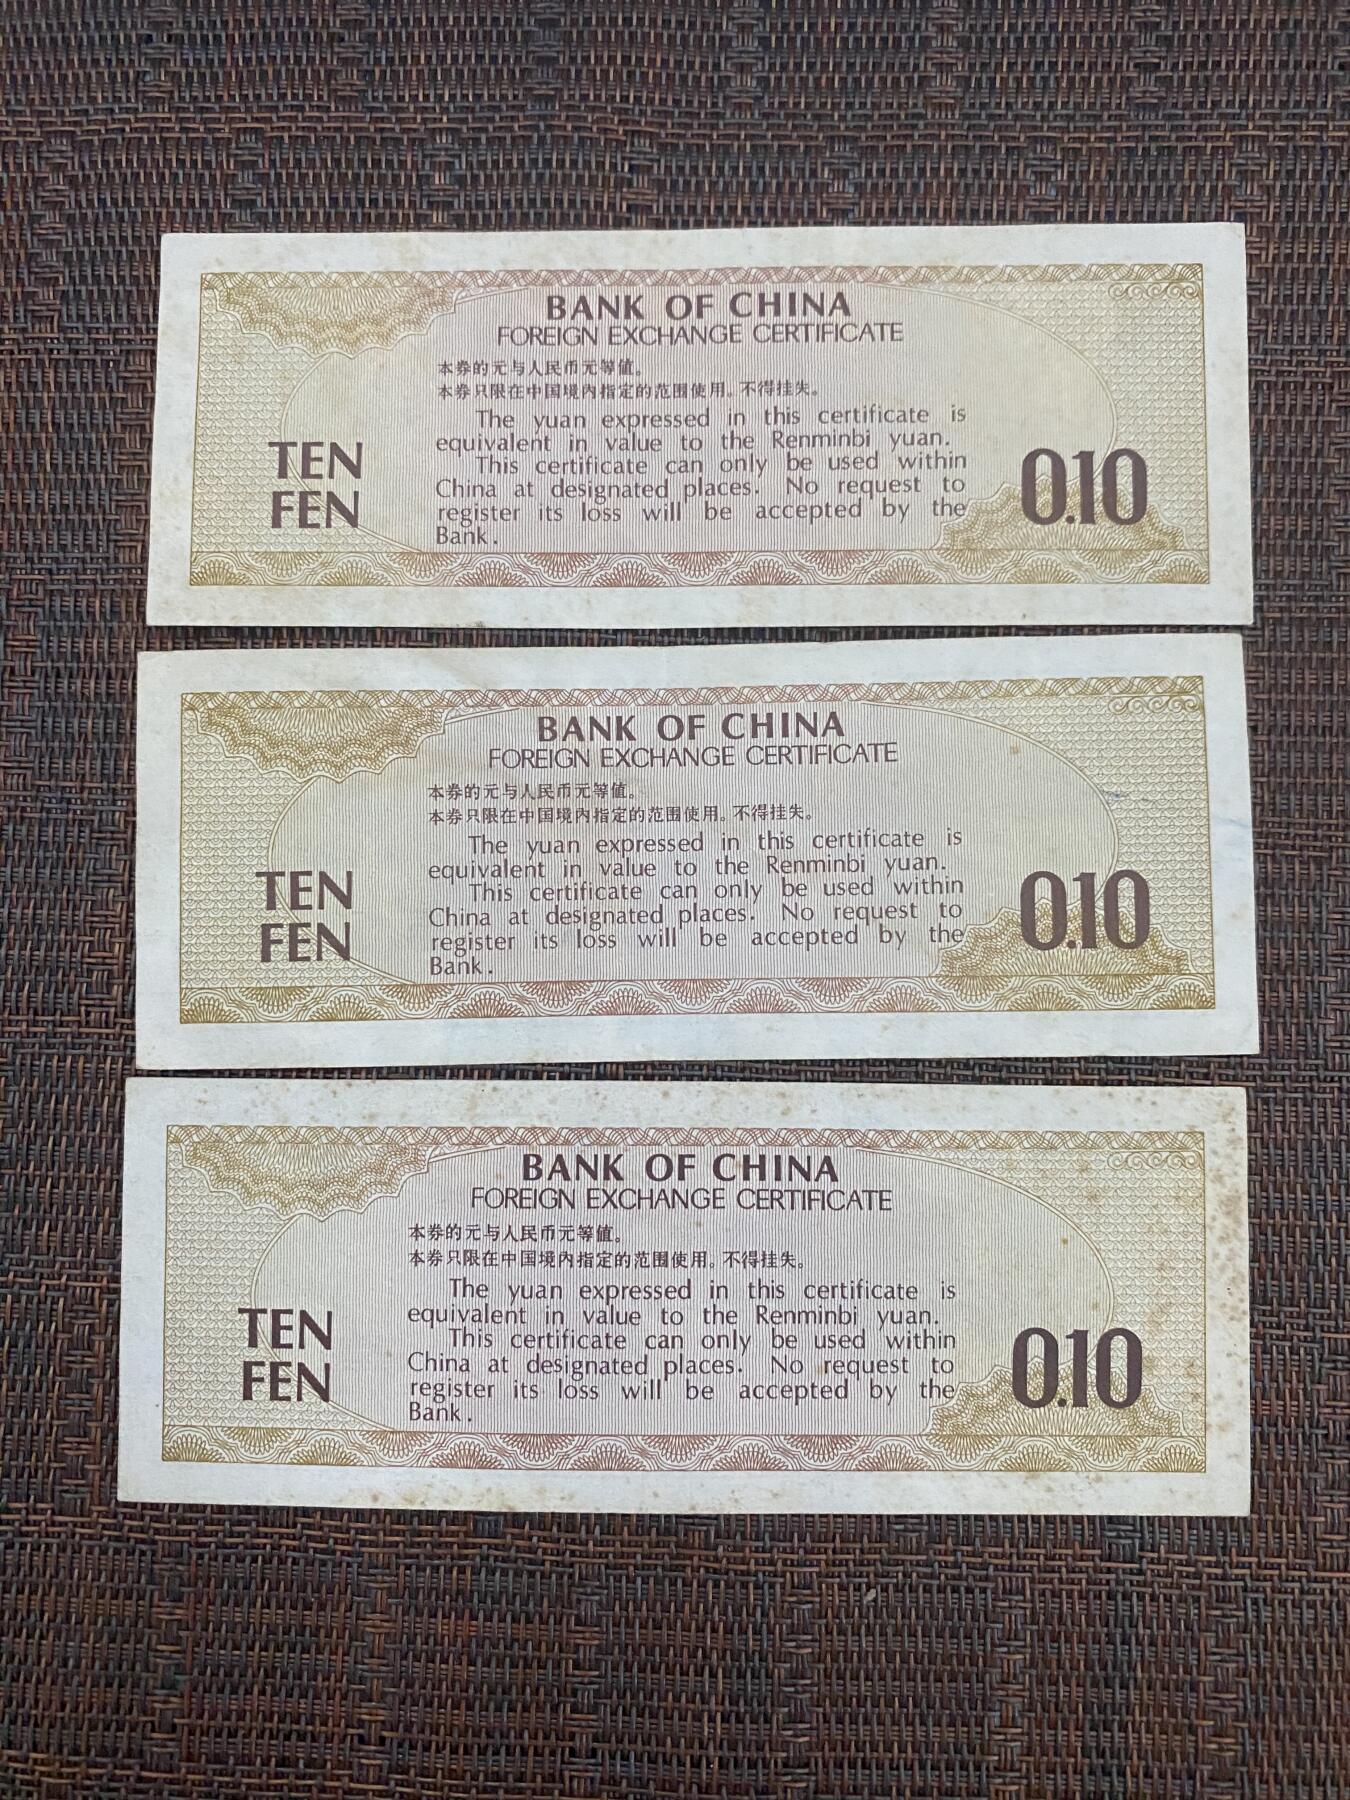 BANK OF CHINA
FOREIGN EXCHANGE CERTIFICATE
本券的元与人民币元等值。
本券只限在中国境内指定的范围使用。不得挂失。
The yuan expressed in this certificate is
equivalent in value to the Renminbi yuan.
This certificate can only be used within
China at designated places. No request to
register its loss will be accepted by the
Bank.
TEN
FEN
0.10
BANK OF CHINA
FOREIGN EXCHANGE CERTIFICATE
本券的元与人民币元等值。
本券只限在中国境内指定的范围使用。不得挂失。
The yuan expressed in this certificate is
equivalent in value to the Renminbi yuan.
This certificate can only be used within
China at designated places. No request to
register its loss will be accepted by the
Bank.
TEN
FEN
0.10
BANK OF CHINA
FOREIGN EXCHANGE CERTIFICATE
本券的元与人民币元等值。
本券只限在中国境内指定的范围使用。不得挂失。
The yuan expressed in this certificate is
equivalent in value to the Renminbi yuan.
This certificate can only be used within
China at designated places. No request to
register its loss will be accepted by the
Bank.
TEN
FEN
0.10